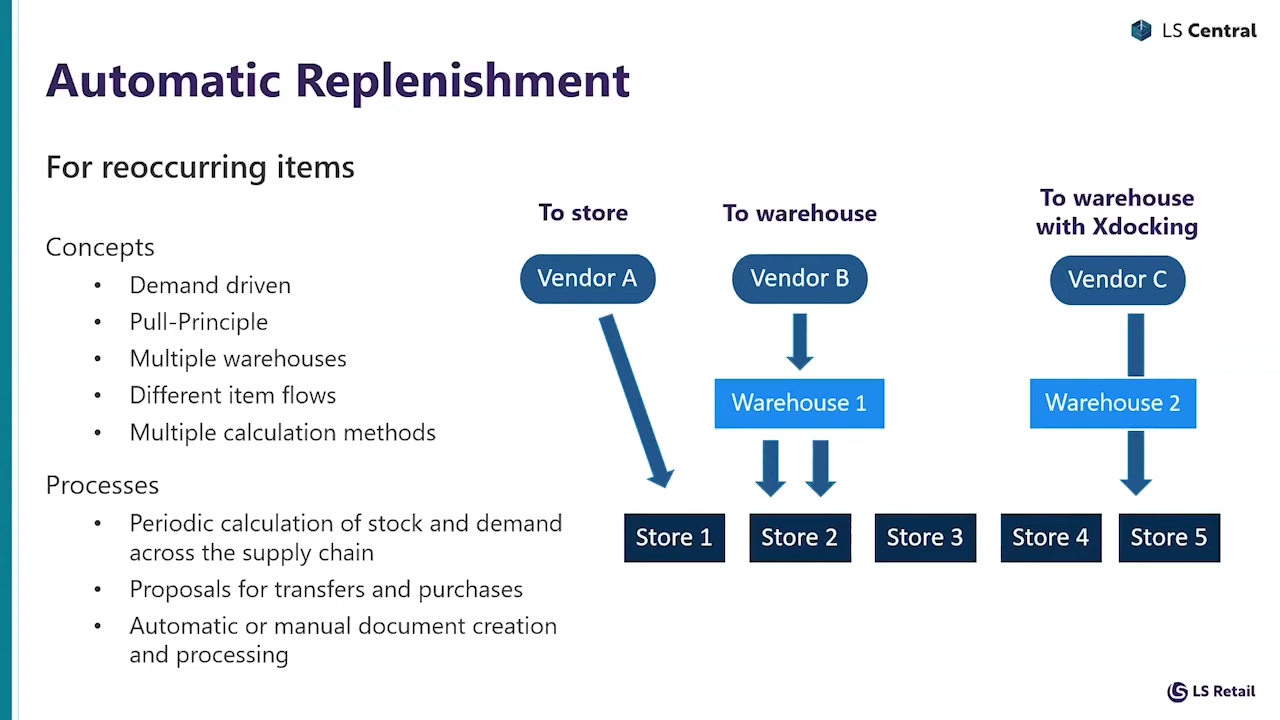 LS Central
Automatic Replenishment
For reoccurring items
Concepts
• Demand driven
• Pull-Principle
• Multiple warehouses
• Different item flows
• Multiple calculation methods
Processes
• Periodic calculation of stock and demand
across the supply chain
• Proposals for transfers and purchases
• Automatic or manual document creation
and processing
To store
To warehouse
To warehouse
with Xdocking
Vendor A
Vendor B
Vendor C
Warehouse 1
Warehouse 2
Store 1
Store 2
Store 3
Store 4
Store 5
LS Retail